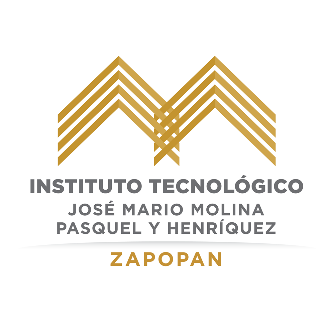 INSTITUTO TECNOLÓGICO
JOSÉ MARIO MOLINA
PASQUEL Y HENRÍQUEZ
ZAPOPAN